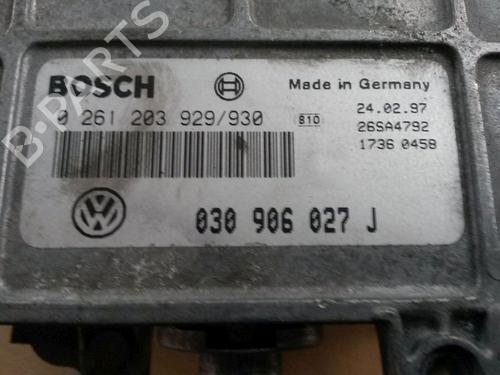 BOSCH
Made in Germany
0 261 203 929/930
810
24.02.97
26SA4792
1736 0458
VW
030 906 027 J
B-PARTS